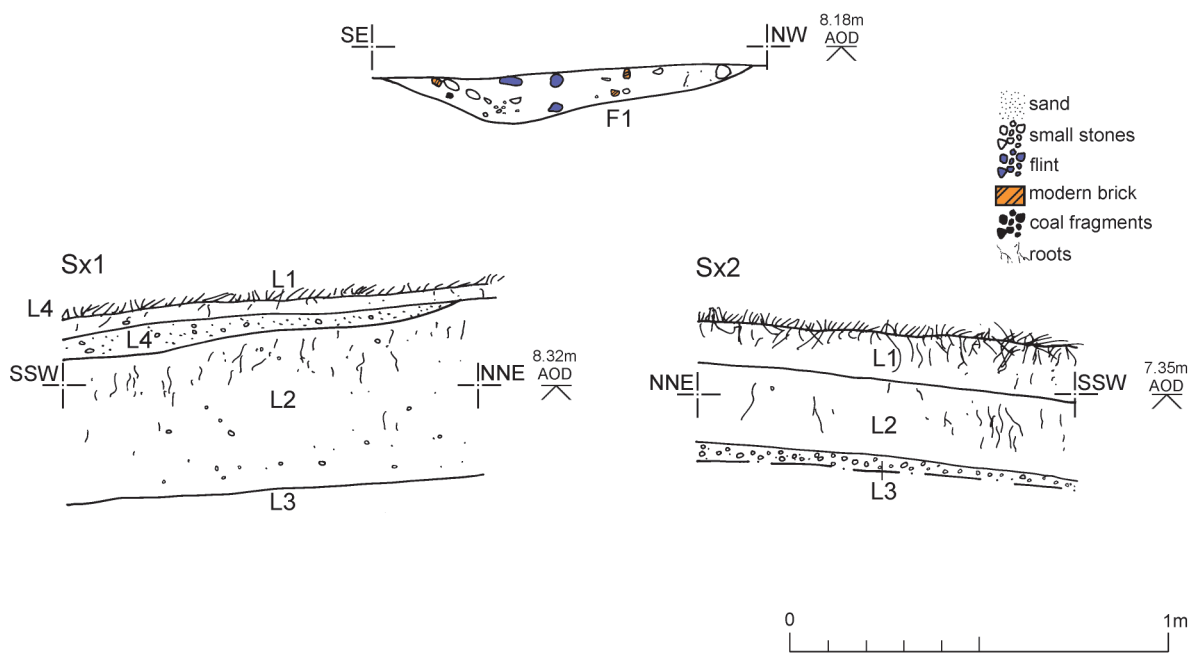 SE
NW
8.18m
AOD
F1
sand
small stones
flint
modern brick
coal fragments
roots
Sx1
L1
L4
L4
SSW
NNE
8.32m
AOD
L2
L3
Sx2
L1
NNE
SSW
7.35m
AOD
L2
L3
0
1m